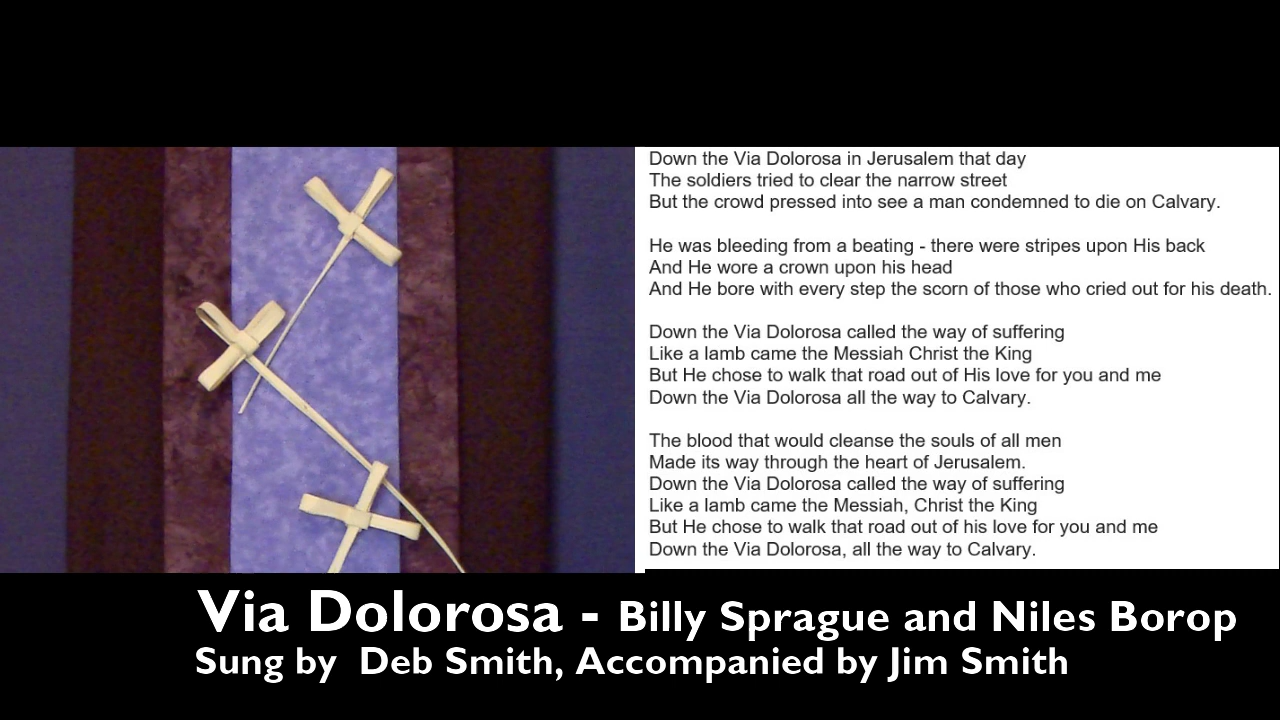 Down the Via Dolorosa in Jerusalem that day
The soldiers tried to clear the narrow street
But the crowd pressed into see a man condemned to die on Calvary.
He was bleeding from a beating - there were stripes upon His back
And He wore a crown upon his head
And He bore with every step the scorn of those who cried out for his death.
Down the Via Dolorosa called the way of suffering
Like a lamb came the Messiah Christ the King
But He chose to walk that road out of His love for you and me
Down the Via Dolorosa all the way to Calvary.
The blood that would cleanse the souls of all men
Made its way through the heart of Jerusalem.
Down the Via Dolorosa called the way of suffering
Like a lamb came the Messiah, Christ the King
But He chose to walk that road out of his love for you and me
Down the Via Dolorosa, all the way to Calvary.
Via Dolorosa - Billy Sprague and Niles Borop
Sung by Deb Smith, Accompanied by Jim Smith